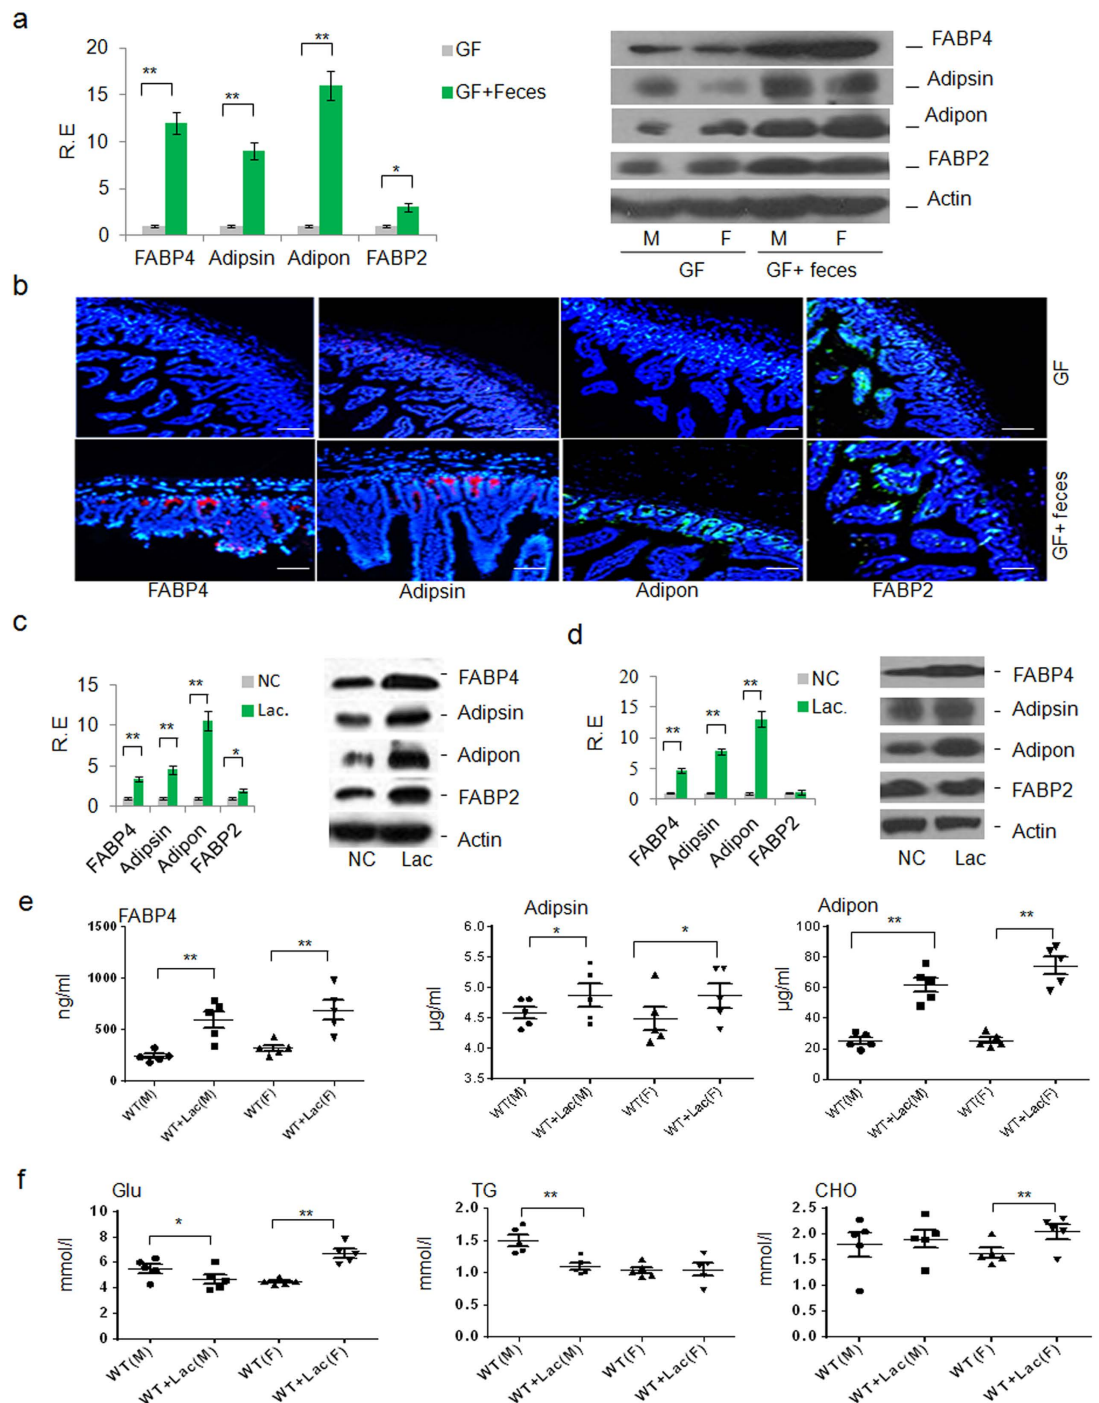 a
20
15
10
5
0
R.E
**
**
**
*
GF
GF+Feces
FABP4 Adipsin Adipon FABP2
FABP4
Adipsin
Adipon
FABP2
Actin
M F M F
GF GF+ feces
b
GF
GF+ feces
FABP4 Adipsin Adipon FABP2
c
15
10
5
0
R.E
**
**
**
*
NC
Lac.
FABP4 Adipsin Adipon FABP2
FABP4
Adipsin
Adipon
FABP2
Actin
NC Lac
d
20
15
10
5
0
R.E
**
**
**
NC
Lac.
FABP4 Adipsin Adipon FABP2
FABP4
Adipsin
Adipon
FABP2
Actin
NC Lac
e
FABP4
1500
1000
500
0
ng/ml
** **
WT(M) WT+Lac(M) WT(F) WT+Lac(F)
Adipsin
6.0
5.5
5.0
4.5
4.0
3.5
µg/ml
* *
WT(M) WT+Lac(M) WT(F) WT+Lac(F)
Adipon
100
80
60
40
20
0
µg/ml
** **
WT(M) WT+Lac(M) WT(F) WT+Lac(F)
f
Glu
10
8
6
4
2
0
mmol/l
* **
WT(M) WT+Lac(M) WT(F) WT+Lac(F)
TG
2.0
1.5
1.0
0.5
0.0
mmol/l
**
WT(M) WT+Lac(M) WT(F) WT+Lac(F)
CHO
2.5
2.0
1.5
1.0
0.5
0.0
mmol/l
**
WT(M) WT+Lac(M) WT(F) WT+Lac(F)